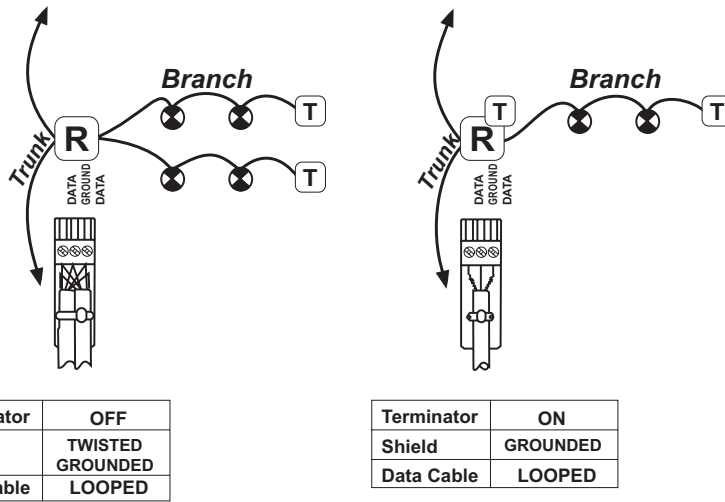 Branch
Branch
T
T
T
R
R
T
T
Trunk
Trunk
DATA
GROUND
DATA
DATA
GROUND
DATA
OFF
TWISTED
GROUNDED
LOOPED
Terminator ON
Shield GROUNDED
Data Cable LOOPED